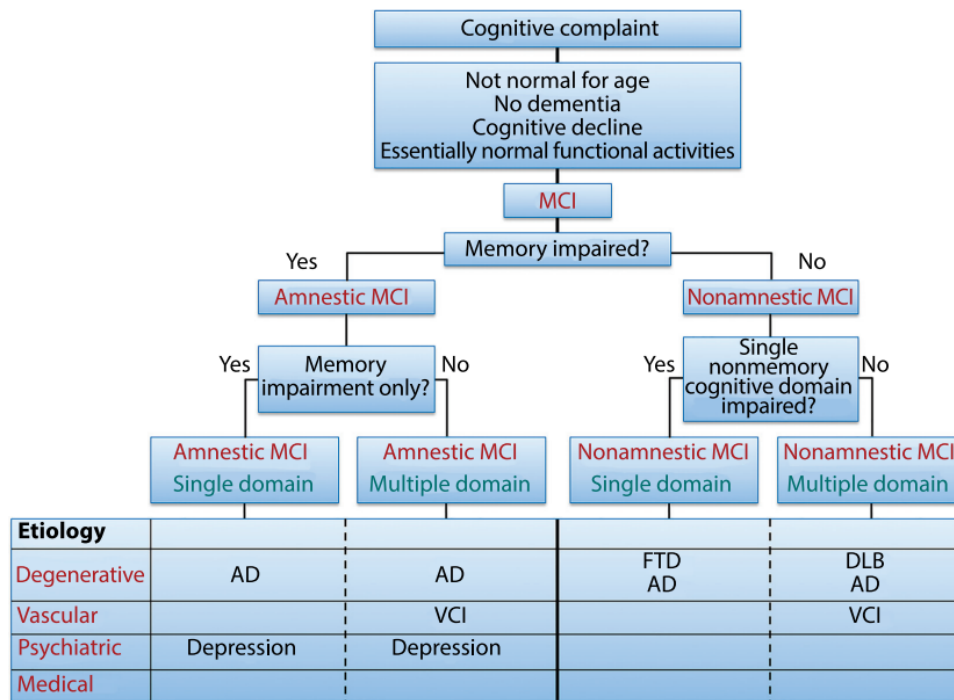 Cognitive complaint
Not normal for age
No dementia
Cognitive decline
Essentially normal functional activities
MCI
Memory impaired?
Yes
No
Amnestic MCI
Nonamnestic MCI
Yes
Memory
impairment only?
No
Yes
Single
nonmemory
cognitive domain
impaired?
No
Amnestic MCI
Single domain
Amnestic MCI
Multiple domain
Nonamnestic MCI
Single domain
Nonamnestic MCI
Multiple domain
Etiology
Degenerative
AD
AD
FTD
AD
DLB
AD
Vascular
VCI
VCI
Psychiatric
Depression
Depression
Medical